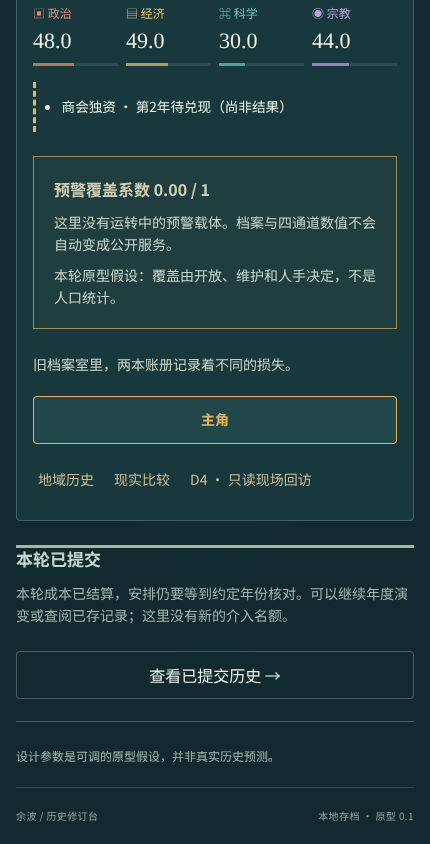 政治 经济 科学 宗教
48.0 49.0 30.0 44.0
商会独资 · 第2年待兑现（尚非结果）
预警覆盖系数 0.00 / 1
这里没有运转中的预警载体。档案与四通道数值不会
自动变成公开服务。
本轮原型假设：覆盖由开放、维护和人手决定，不是
人口统计。
旧档案室里，两本账册记录着不同的损失。
主角
地域历史 现实比较 D4 · 只读现场回访
本轮已提交
本轮成本已结算，安排仍要等到约定年份核对。可以继续年度演
变或查阅已存记录；这里没有新的介入名额。
查看已提交历史 →
设计参数是可调的原型假设，并非真实历史预测。
余波 / 历史修订台 本地存档 · 原型 0.1